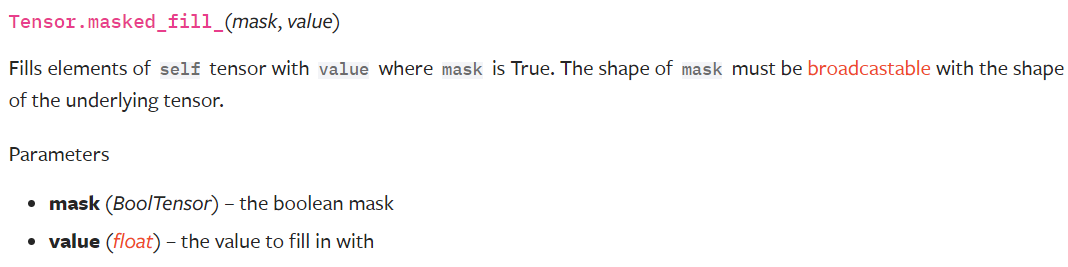 Tensor.masked_fill_(mask, value)
Fills elements of self tensor with value where mask is True. The shape of mask must be broadcastable with the shape
of the underlying tensor.
Parameters
• mask (BoolTensor) – the boolean mask
• value (float) – the value to fill in with